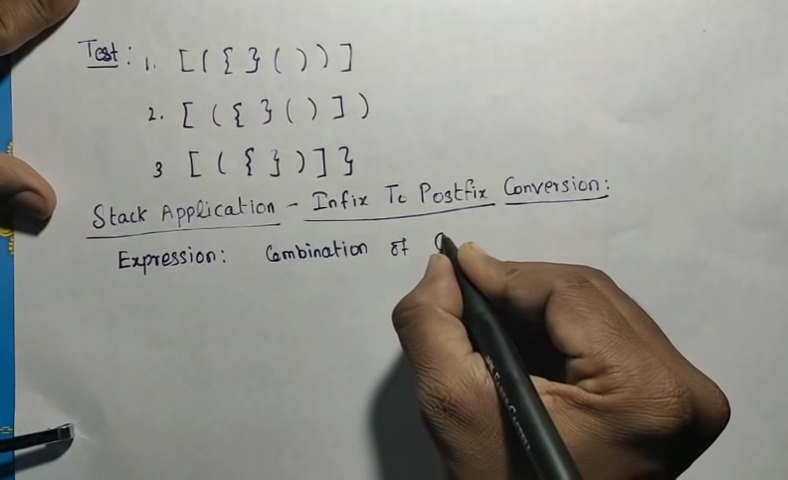 Test: 1. [ ( { } ( ) ) ]
2. [ ( { } ( ) ] )
3 [ ( { } ) ] }
Stack Application - Infix To Postfix Conversion:
Expression: Combination of O